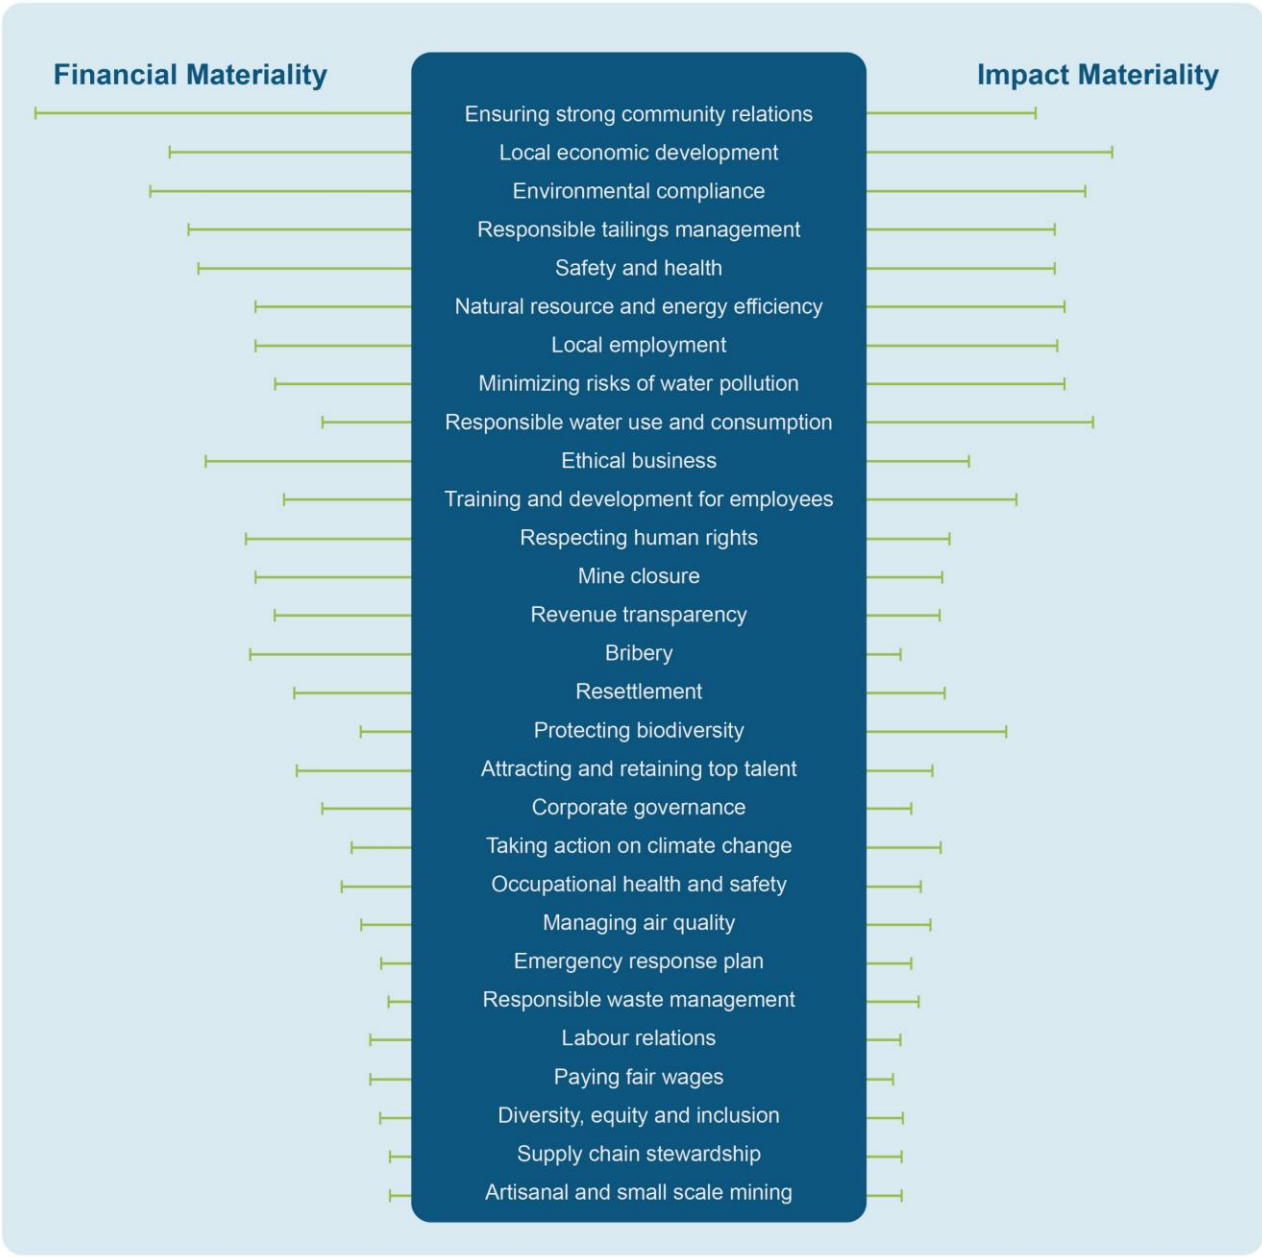 Financial Materiality
Impact Materiality
Ensuring strong community relations
Local economic development
Environmental compliance
Responsible tailings management
Safety and health
Natural resource and energy efficiency
Local employment
Minimizing risks of water pollution
Responsible water use and consumption
Ethical business
Training and development for employees
Respecting human rights
Mine closure
Revenue transparency
Bribery
Resettlement
Protecting biodiversity
Attracting and retaining top talent
Corporate governance
Taking action on climate change
Occupational health and safety
Managing air quality
Emergency response plan
Responsible waste management
Labour relations
Paying fair wages
Diversity, equity and inclusion
Supply chain stewardship
Artisanal and small scale mining